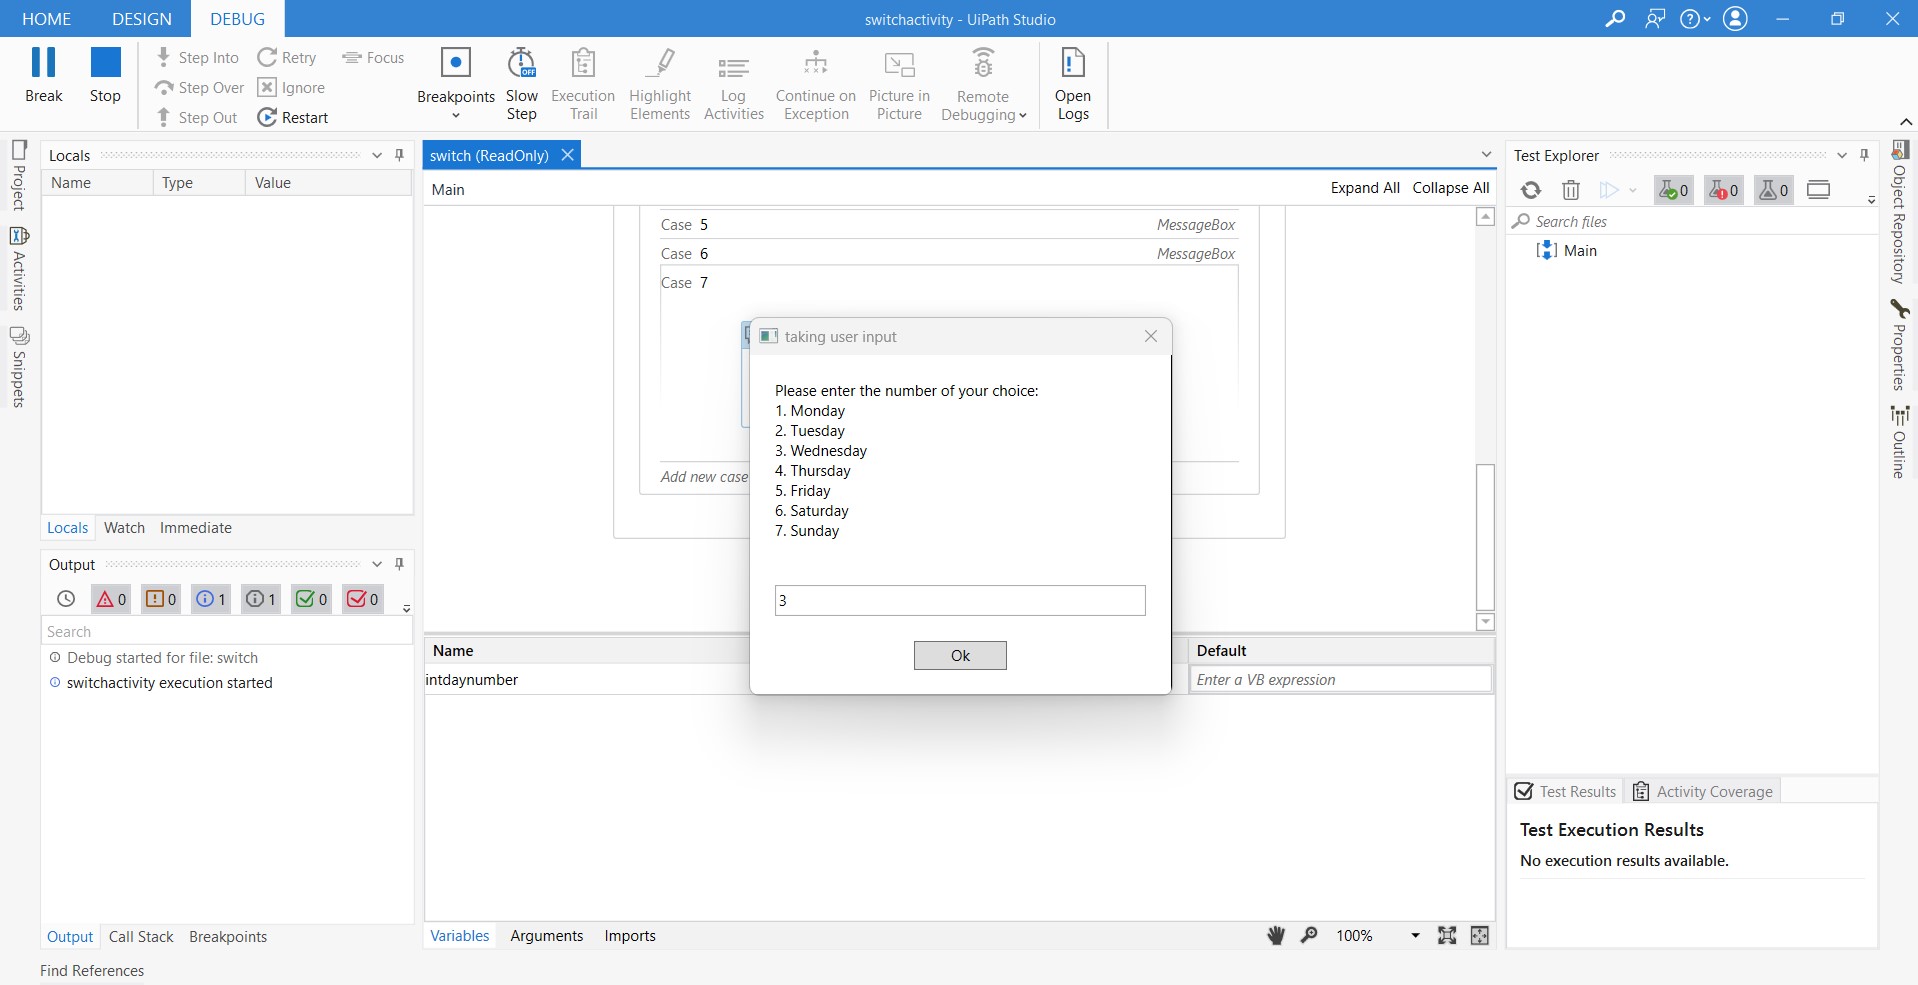 HOME DESIGN DEBUG
switchactivity - UiPath Studio
Break
Stop
Step Into
Step Over
Step Out
Retry
Ignore
Restart
Focus
Breakpoints
Slow
Step
OFF
Execution
Trail
Highlight
Elements
Log
Activities
Continue on
Exception
Picture in
Picture
Remote
Debugging
Open
Logs
Project
Activities
Snippets
Locals
Name Type Value
Locals Watch Immediate
Output
0 0 1 1 0 0
Search
Debug started for file: switch
switchactivity execution started
Output Call Stack Breakpoints
Find References
switch (ReadOnly)
Main
Expand All Collapse All
Case 5 MessageBox
Case 6 MessageBox
Case 7
Add new case
taking user input
Please enter the number of your choice:
1. Monday
2. Tuesday
3. Wednesday
4. Thursday
5. Friday
6. Saturday
7. Sunday
3
Ok
Name Default
intdaynumber Enter a VB expression
Variables Arguments Imports
100%
Test Explorer
0 0 0
Search files
Main
Test Results Activity Coverage
Test Execution Results
No execution results available.
Object Repository
Properties
Outline